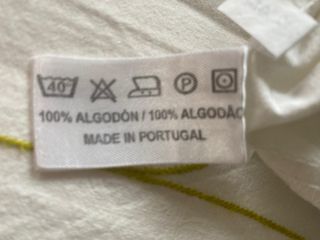 40°
P
100% ALGODÓN / 100% ALGODÃO
MADE IN PORTUGAL